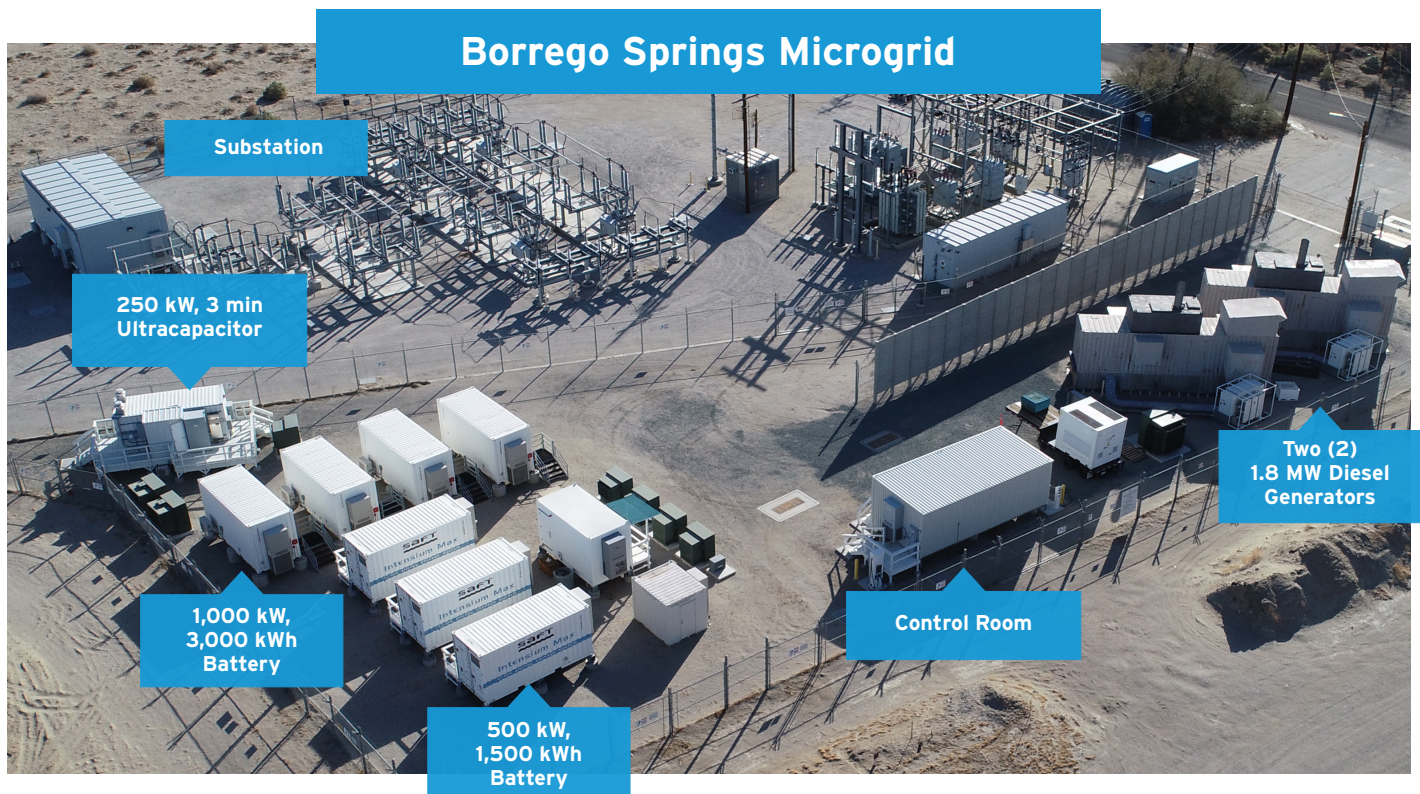 Borrego Springs Microgrid
Substation
250 kW, 3 min
Ultracapacitor
1,000 kW,
3,000 kWh
Battery
500 kW,
1,500 kWh
Battery
Control Room
Two (2)
1.8 MW Diesel
Generators
saft
Intensium Max
saft
Intensium Max
saft
Intensium Max